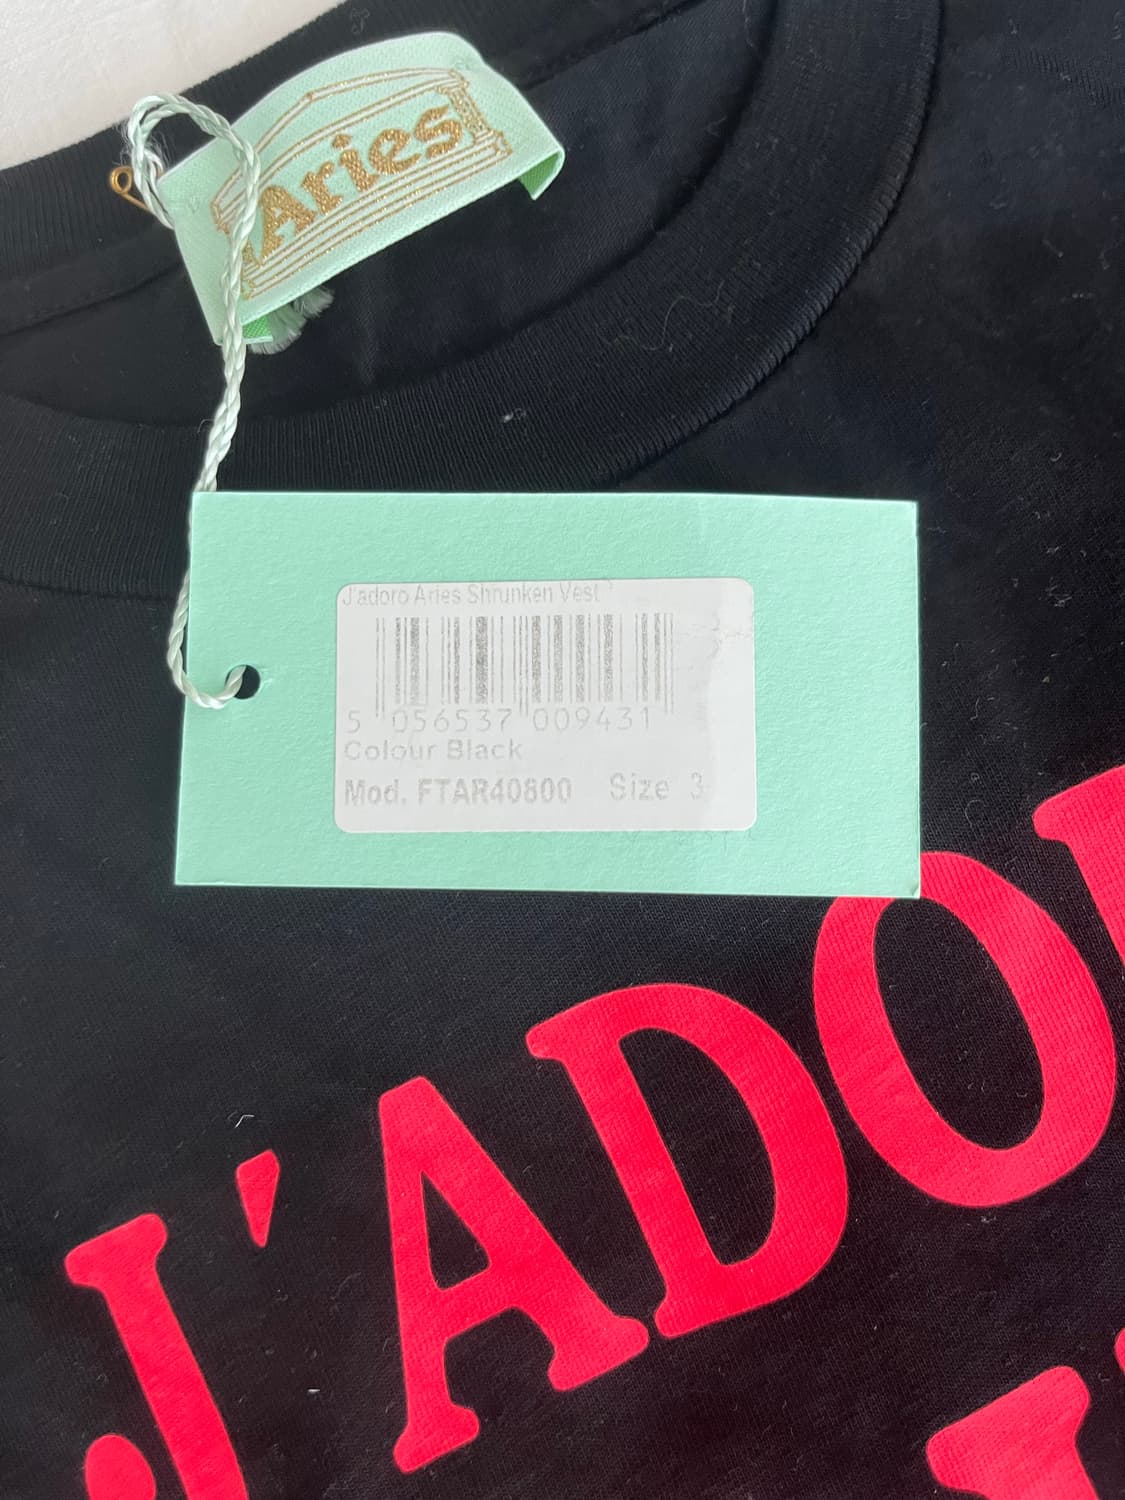 Aries
J'adoro Aries Shrunken Vest
5 056537 009431
Colour Black
Mod. FTAR40800 Size 3
J'ADO